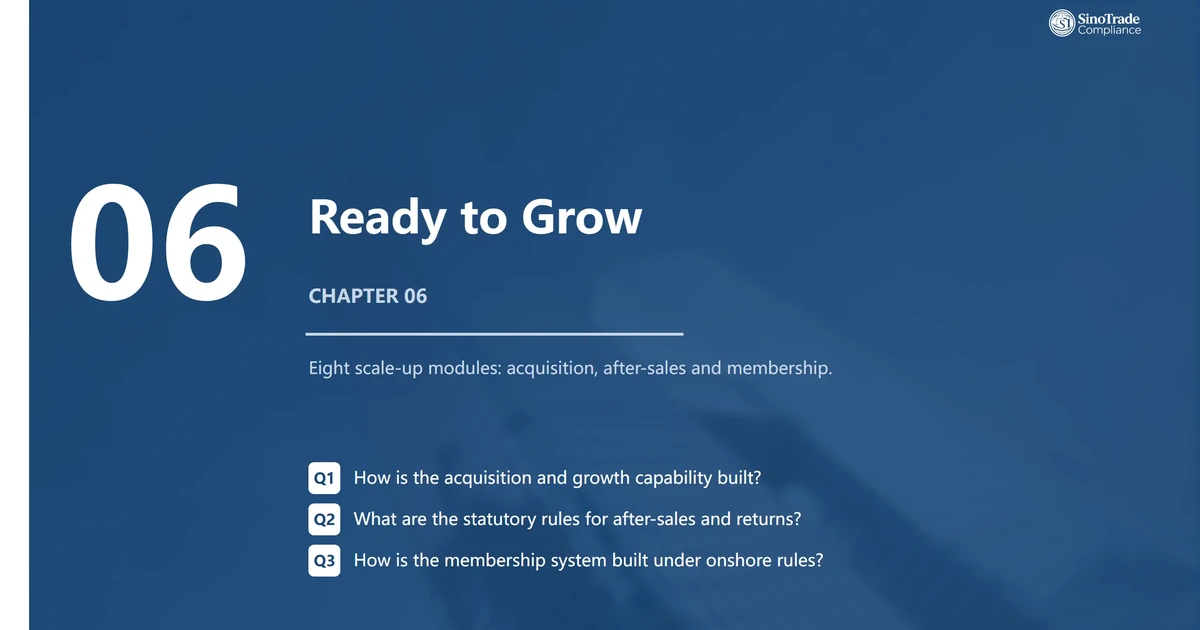 SinoTrade
Compliance
06
Ready to Grow
CHAPTER 06
Eight scale-up modules: acquisition, after-sales and membership.
Q1 How is the acquisition and growth capability built?
Q2 What are the statutory rules for after-sales and returns?
Q3 How is the membership system built under onshore rules?